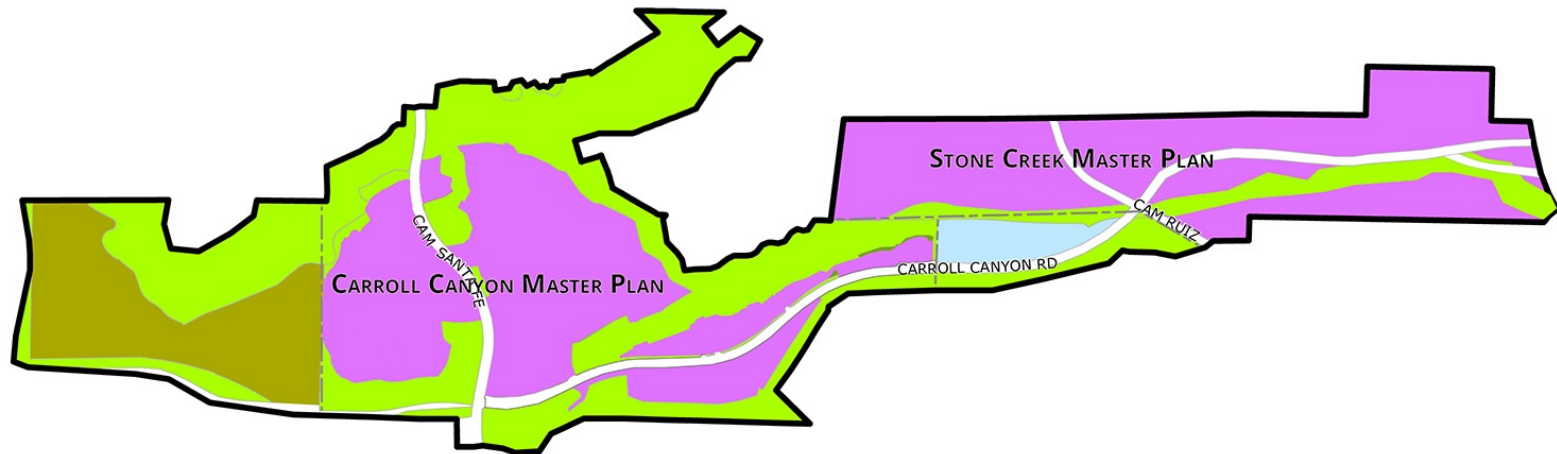 STONE CREEK MASTER PLAN
CAM RUIZ
CAM SANTA FE
CARROLL CANYON RD
CARROLL CANYON MASTER PLAN